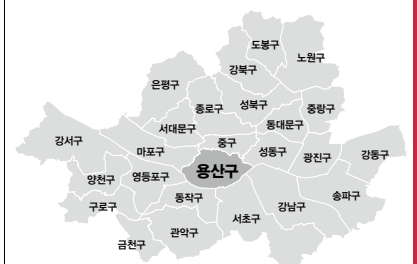 도봉구
노원구
강북구
은평구
성북구
종로구
중랑구
동대문구
서대문구
강서구
중구
마포구
성동구
광진구
강동구
용산구
양천구
영등포구
동작구
송파구
구로구
강남구
서초구
관악구
금천구